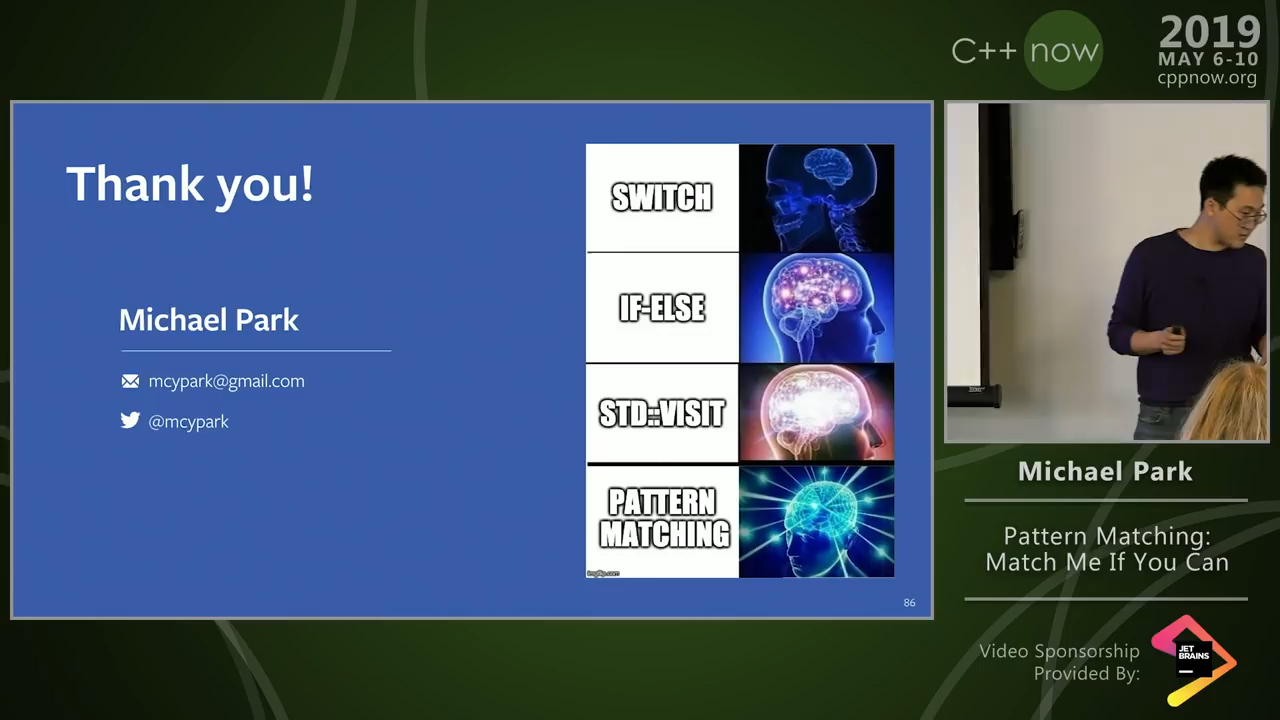 C++ now
2019
MAY 6-10
cppnow.org
Thank you!
Michael Park
mcypark@gmail.com
@mcypark
SWITCH
IF-ELSE
STD::VISIT
PATTERN
MATCHING
imgflip.com
86
Michael Park
Pattern Matching:
Match Me If You Can
Video Sponsorship
Provided By:
JET
BRAINS